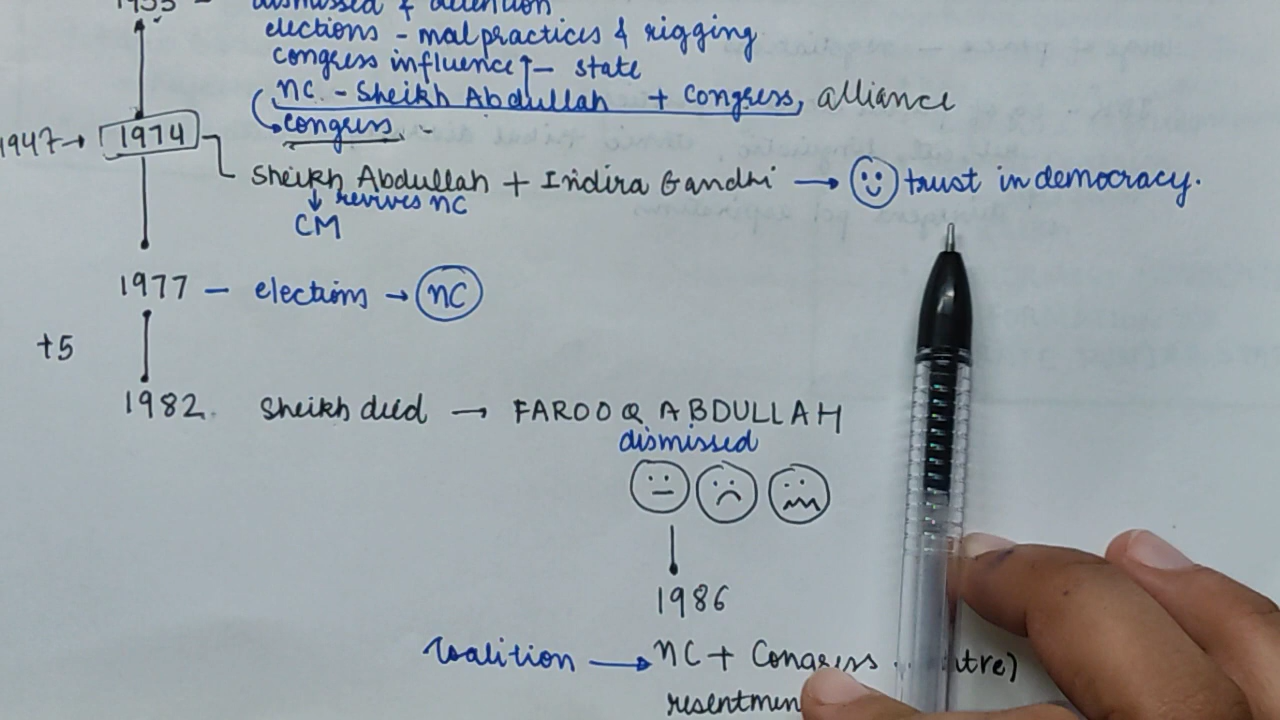 1953 - dismissed & detention
elections - malpractices & rigging
congress influence ↑ - state
NC - Sheikh Abdullah + Congress, alliance
congress -
1947 → 1974
Sheikh Abdullah + Indira Gandhi → trust in democracy.
↓ revives NC
CM
1977 - elections → NC
+5
1982. Sheikh died → FAROOQ ABDULLAH
dismissed
1986
Coalition → NC + Congress
resentmen